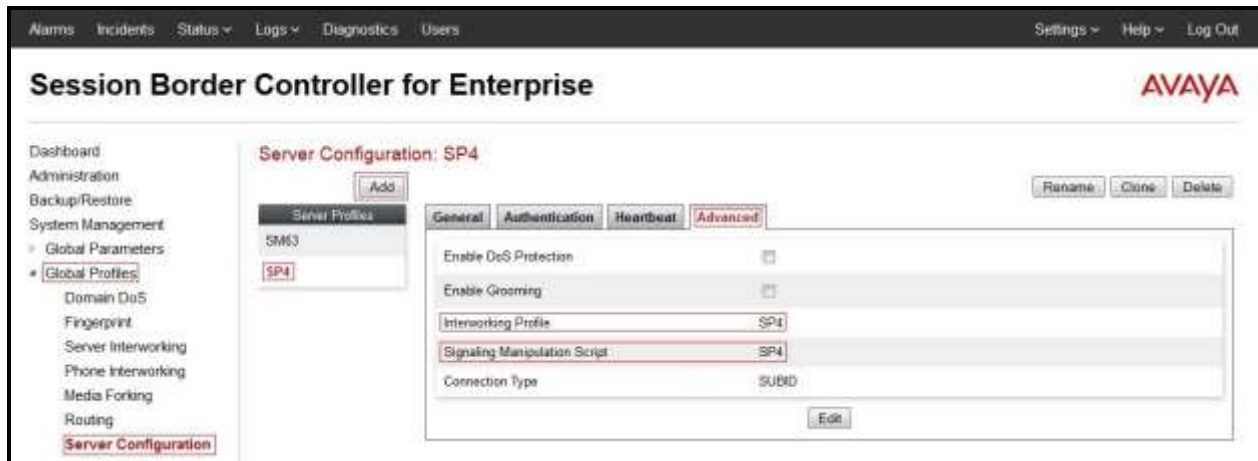 Alarms Incidents Status Logs Diagnostics Users Settings Help Log Out
Session Border Controller for Enterprise
AVAYA
Dashboard
Administration
Backup/Restore
System Management
Global Parameters
Global Profiles
Domain DoS
Fingerprint
Server Interworking
Phone Interworking
Media Forking
Routing
Server Configuration
Server Configuration: SP4
Add
Rename Clone Delete
Server Profiles
SM63
SP4
General Authentication Heartbeat Advanced
Enable DoS Protection
Enable Grooming
Interworking Profile SP4
Signaling Manipulation Script SP4
Connection Type SUBID
Edit